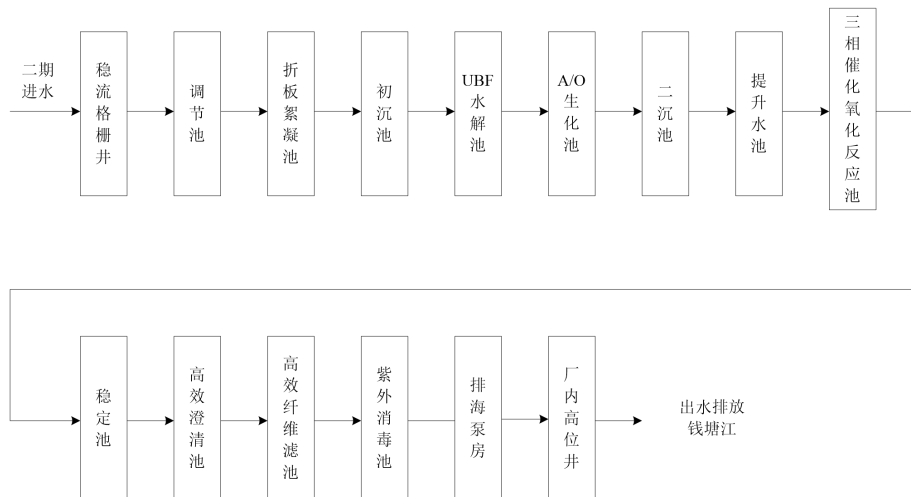 二期
进水
稳流格栅井
调节池
折板絮凝池
初沉池
UBF
水解池
A/O
生化池
二沉池
提升水池
三相催化氧化反应池
稳定池
高效澄清池
高效纤维滤池
紫外消毒池
排海泵房
厂内高位井
出水排放
钱塘江